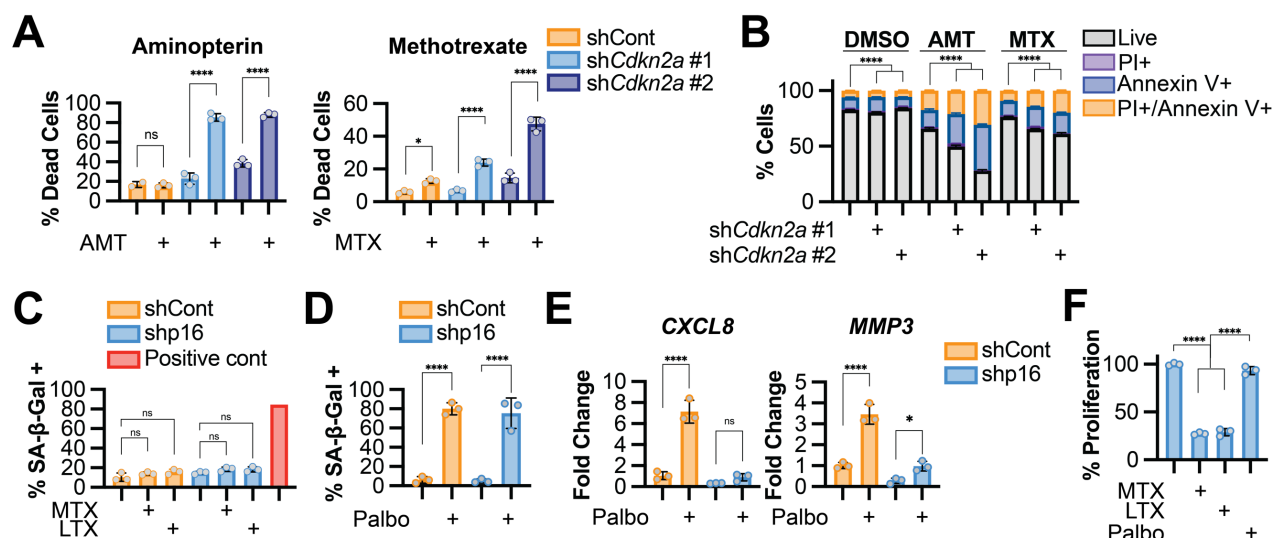 A
Aminopterin
Methotrexate
shCont
shCdkn2a #1
shCdkn2a #2
% Dead Cells
100
80
60
40
20
0
ns
****
****
AMT
+
+
+
% Dead Cells
60
40
20
0
*
****
****
MTX
+
+
+
B
DMSO
AMT
MTX
Live
PI+
Annexin V+
PI+/Annexin V+
****
****
****
% Cells
100
50
0
shCdkn2a #1
+
+
+
shCdkn2a #2
+
+
+
C
shCont
shp16
Positive cont
% SA-β-Gal +
100
80
60
40
20
0
ns
ns
ns
ns
MTX
+
+
LTX
+
+
D
shCont
shp16
% SA-β-Gal +
100
80
60
40
20
0
****
****
Palbo
+
+
E
CXCL8
MMP3
shCont
shp16
Fold Change
10
8
6
4
2
0
****
ns
Palbo
+
+
Fold Change
5
4
3
2
1
0
****
*
Palbo
+
+
F
% Proliferation
100
50
0
****
****
MTX
+
LTX
+
Palbo
+